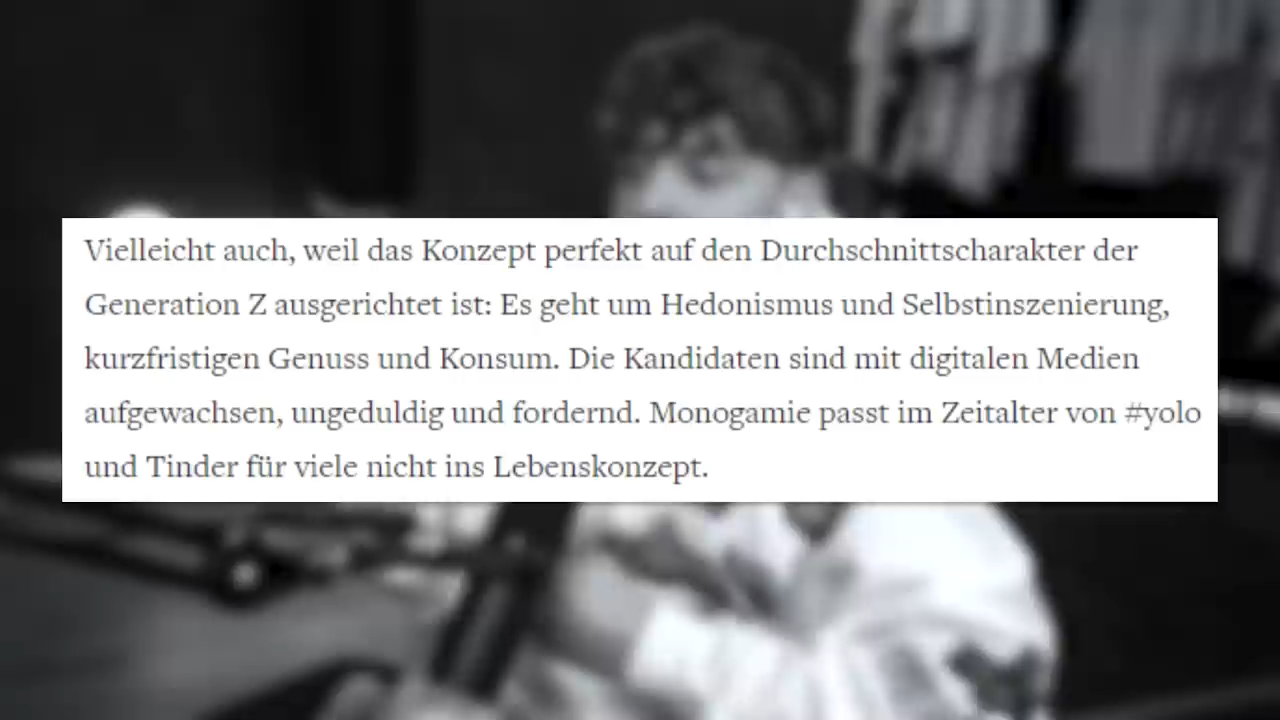 Vielleicht auch, weil das Konzept perfekt auf den Durchschnittscharakter der
Generation Z ausgerichtet ist: Es geht um Hedonismus und Selbstinszenierung,
kurzfristigen Genuss und Konsum. Die Kandidaten sind mit digitalen Medien
aufgewachsen, ungeduldig und fordernd. Monogamie passt im Zeitalter von #yolo
und Tinder für viele nicht ins Lebenskonzept.